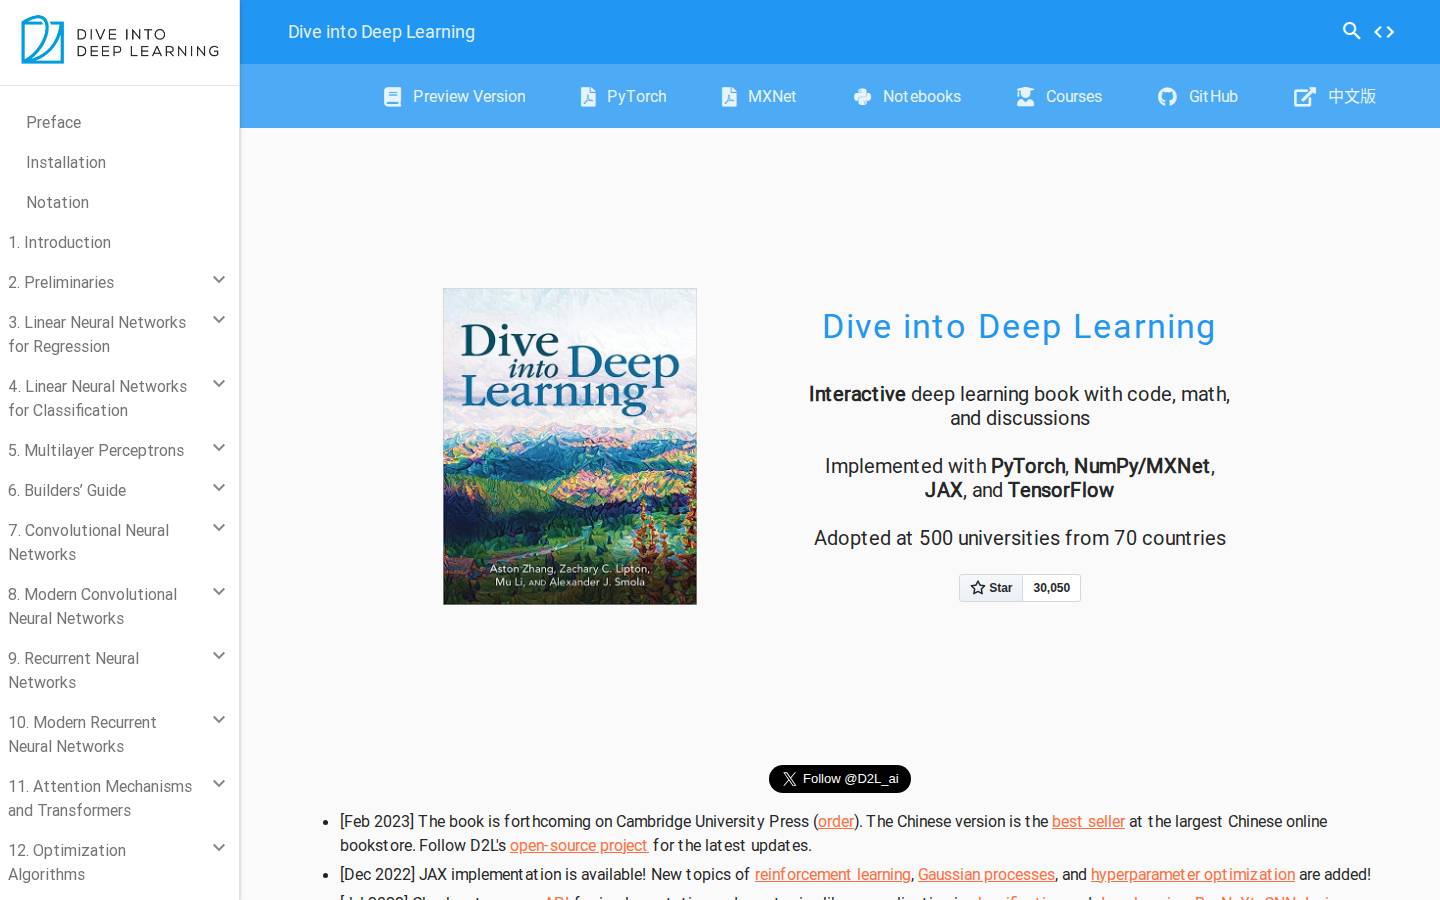 DIVE INTO
DEEP LEARNING
Dive into Deep Learning
Preview Version
PyTorch
MXNet
Notebooks
Courses
GitHub
中文版
Preface
Installation
Notation
1. Introduction
2. Preliminaries
3. Linear Neural Networks
for Regression
4. Linear Neural Networks
for Classification
5. Multilayer Perceptrons
6. Builders’ Guide
7. Convolutional Neural
Networks
8. Modern Convolutional
Neural Networks
9. Recurrent Neural
Networks
10. Modern Recurrent
Neural Networks
11. Attention Mechanisms
and Transformers
12. Optimization
Algorithms
Dive
into Deep
Learning
Aston Zhang, Zachary C. Lipton,
Mu Li, AND Alexander J. Smola
Dive into Deep Learning
Interactive deep learning book with code, math,
and discussions
Implemented with PyTorch, NumPy/MXNet,
JAX, and TensorFlow
Adopted at 500 universities from 70 countries
Star 30,050
Follow @D2L_ai
[Feb 2023] The book is forthcoming on Cambridge University Press (order). The Chinese version is the best seller at the largest Chinese online
bookstore. Follow D2L's open-source project for the latest updates.
[Dec 2022] JAX implementation is available! New topics of reinforcement learning, Gaussian processes, and hyperparameter optimization are added!